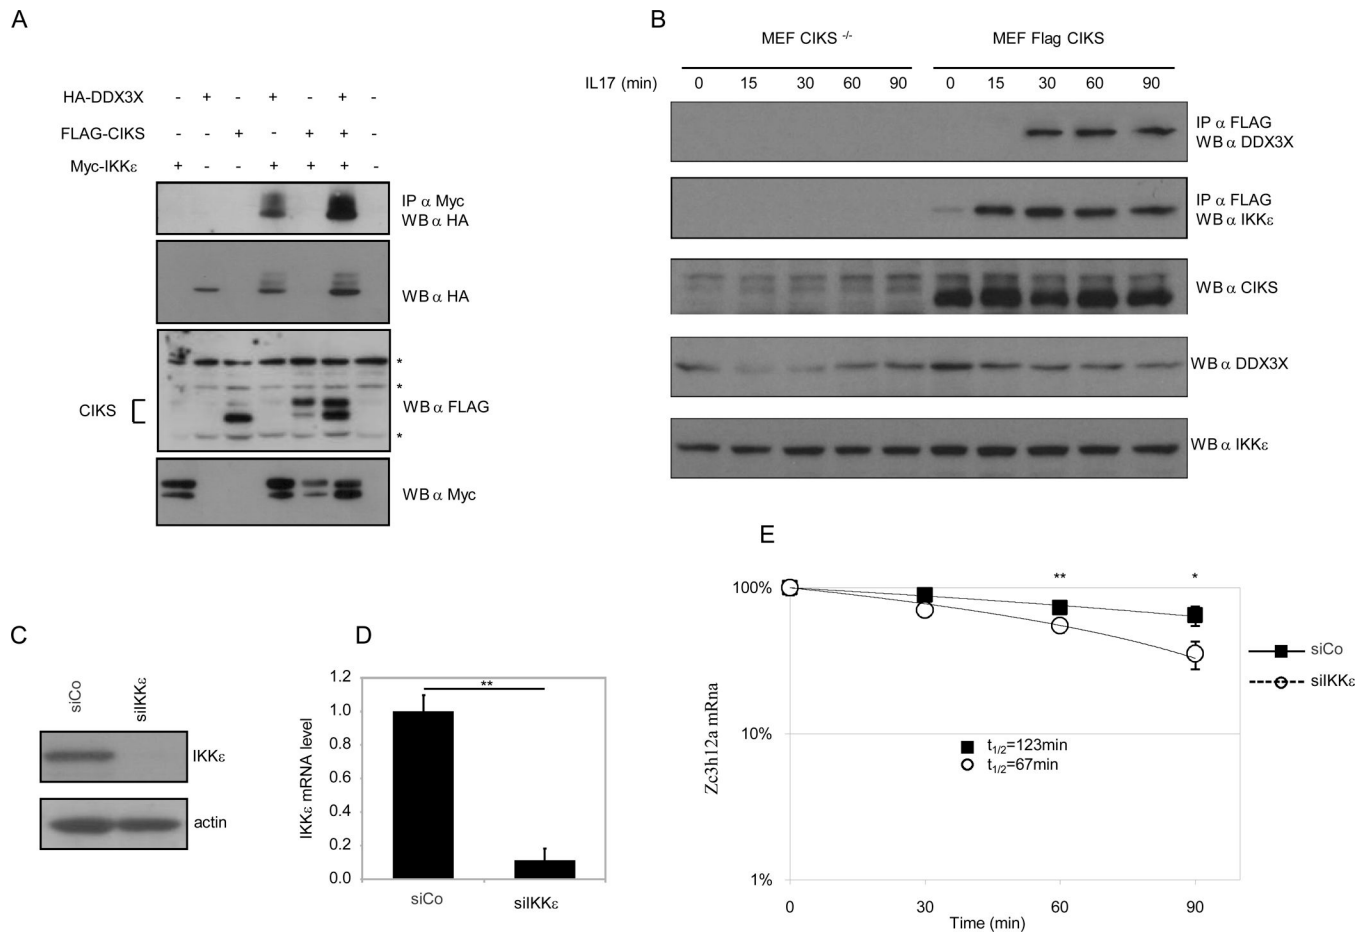 A
HA-DDX3X - + - + - + -
FLAG-CIKS - - + - + + -
Myc-IKKε + - - + + + -
IP α Myc
WB α HA
WB α HA
*
*
CIKS
WB α FLAG
*
WB α Myc
B
MEF CIKS -/- MEF Flag CIKS
IL17 (min) 0 15 30 60 90 0 15 30 60 90
IP α FLAG
WB α DDX3X
IP α FLAG
WB α IKKε
WB α CIKS
WB α DDX3X
WB α IKKε
C
siCo siIKKε
IKKε
actin
D
IKKε mRNA level
1.2
1.0
0.8
0.6
0.4
0.2
0.0
**
siCo siIKKε
E
Zc3h12a mRna
100%
10%
1%
** *
t1/2=123min
t1/2=67min
siCo
siIKKε
0 30 60 90
Time (min)